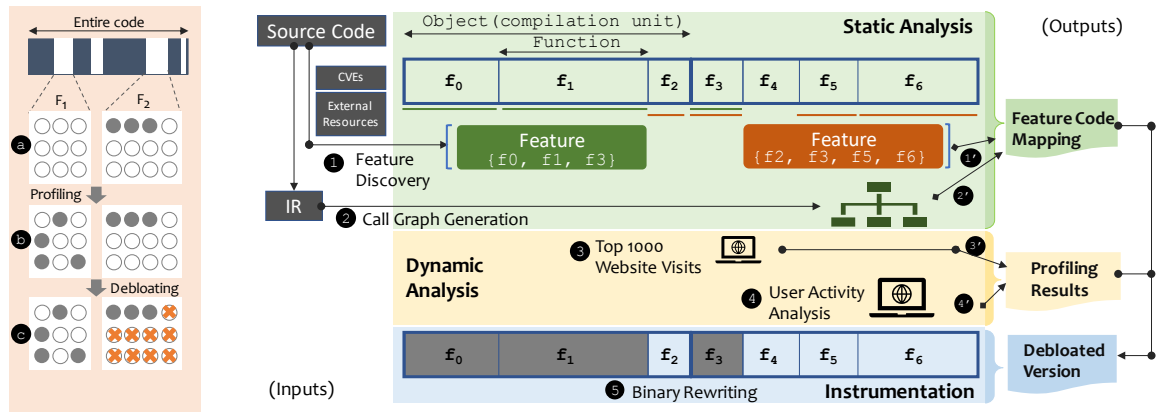 Entire code
F1
F2
a
Profiling
b
Debloating
c
Source Code
CVEs
External
Resources
IR
(Inputs)
Object(compilation unit)
Function
Static Analysis
(Outputs)
f0
f1
f2
f3
f4
f5
f6
Feature
{f0, f1, f3}
Feature
{f2, f3, f5, f6}
1
Feature
Discovery
1'
2'
2
Call Graph Generation
Feature Code
Mapping
Dynamic
Analysis
3
Top 1000
Website Visits
3'
4
User Activity
Analysis
4'
Profiling
Results
f0
f1
f2
f3
f4
f5
f6
5
Binary Rewriting
Instrumentation
Debloated
Version